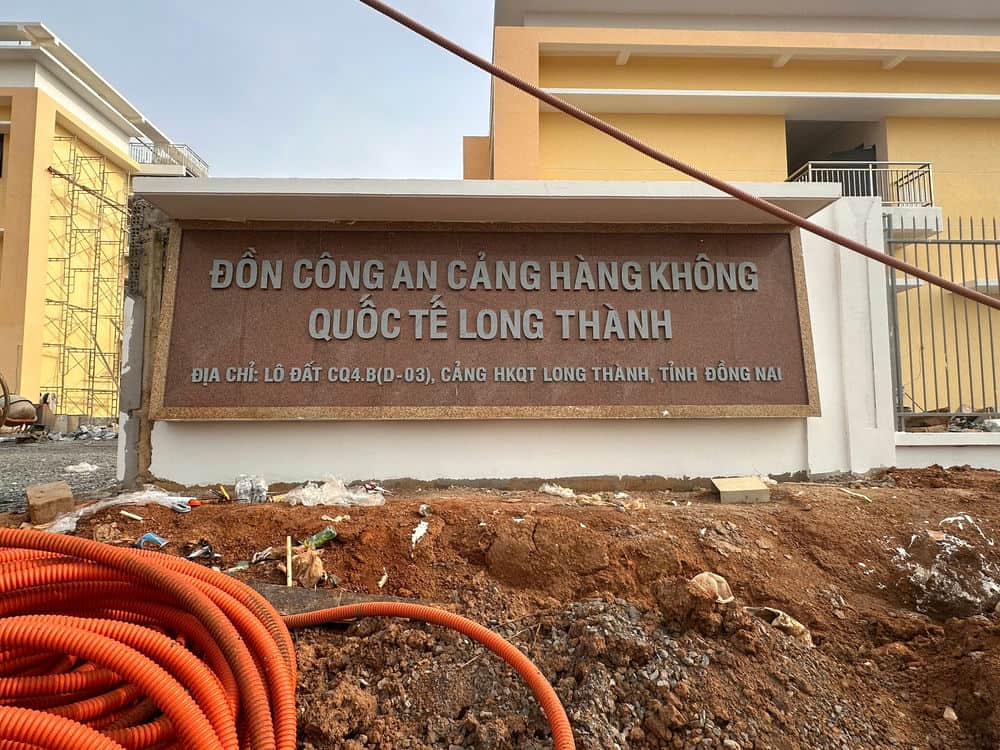 ĐỒN CÔNG AN CẢNG HÀNG KHÔNG
QUỐC TẾ LONG THÀNH
ĐỊA CHỈ: LÔ ĐẤT CQ4.B(D-03), CẢNG HKQT LONG THÀNH, TỈNH ĐỒNG NAI